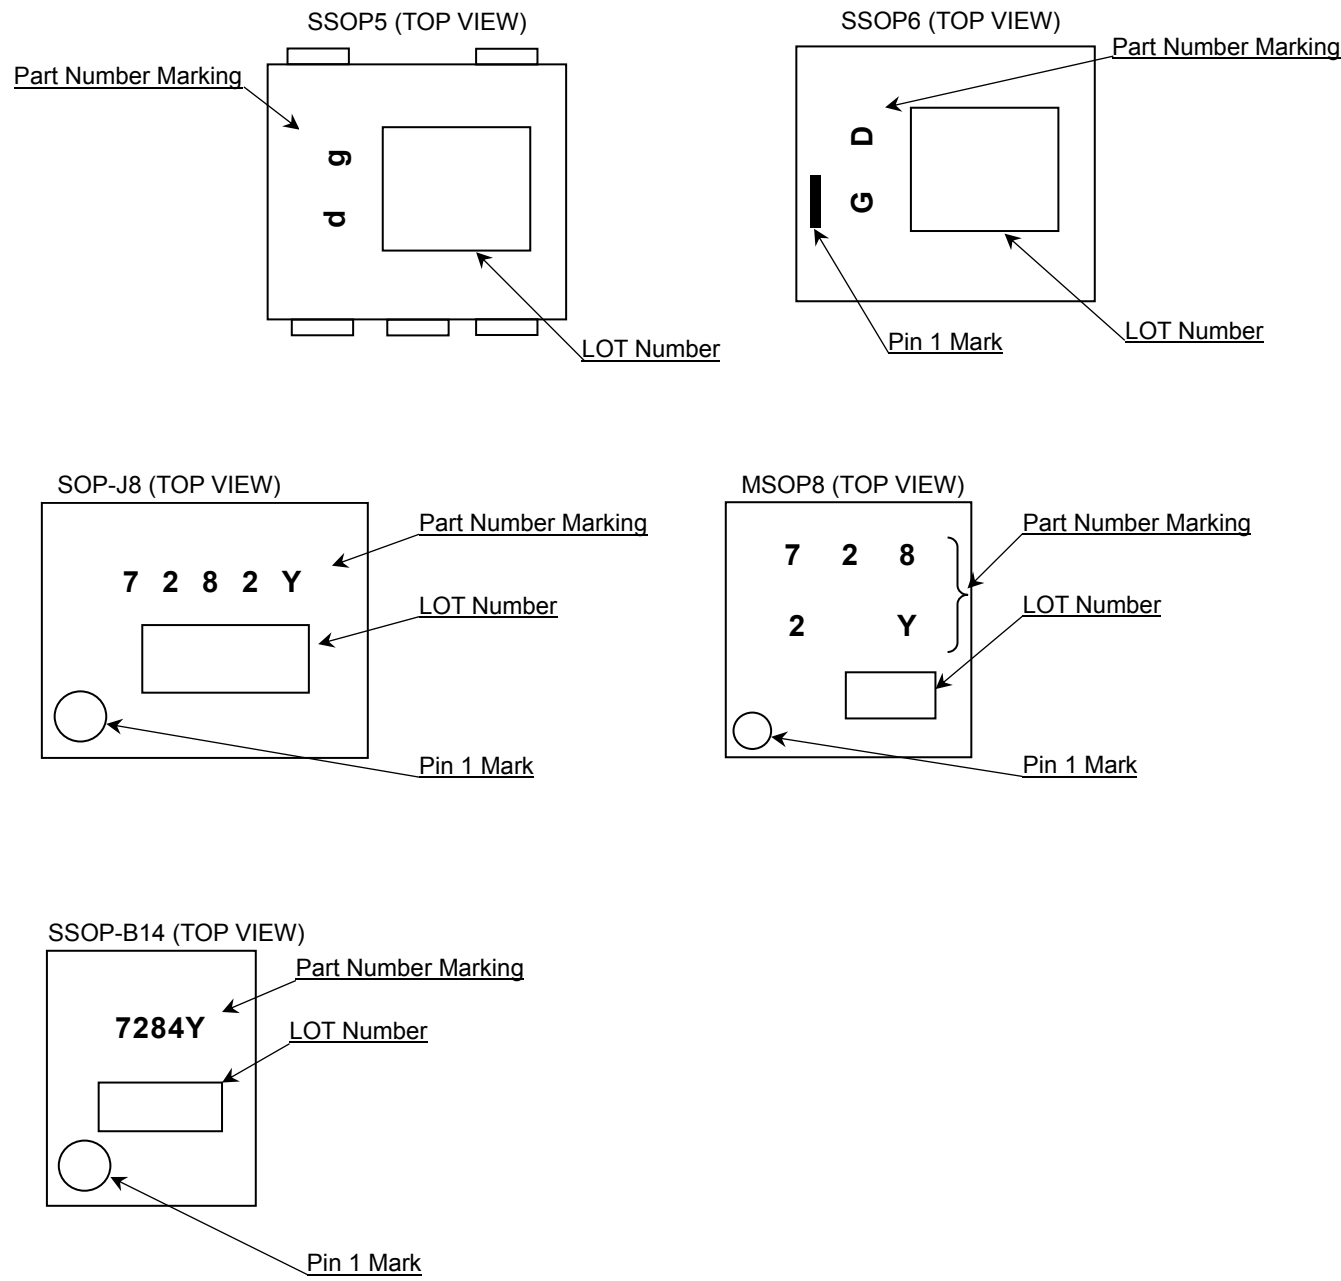 SSOP5 (TOP VIEW)
Part Number Marking
d g
LOT Number
SSOP6 (TOP VIEW)
Part Number Marking
G D
Pin 1 Mark
LOT Number
SOP-J8 (TOP VIEW)
Part Number Marking
7 2 8 2 Y
LOT Number
Pin 1 Mark
MSOP8 (TOP VIEW)
Part Number Marking
7 2 8
2 Y
LOT Number
Pin 1 Mark
SSOP-B14 (TOP VIEW)
Part Number Marking
7284Y
LOT Number
Pin 1 Mark